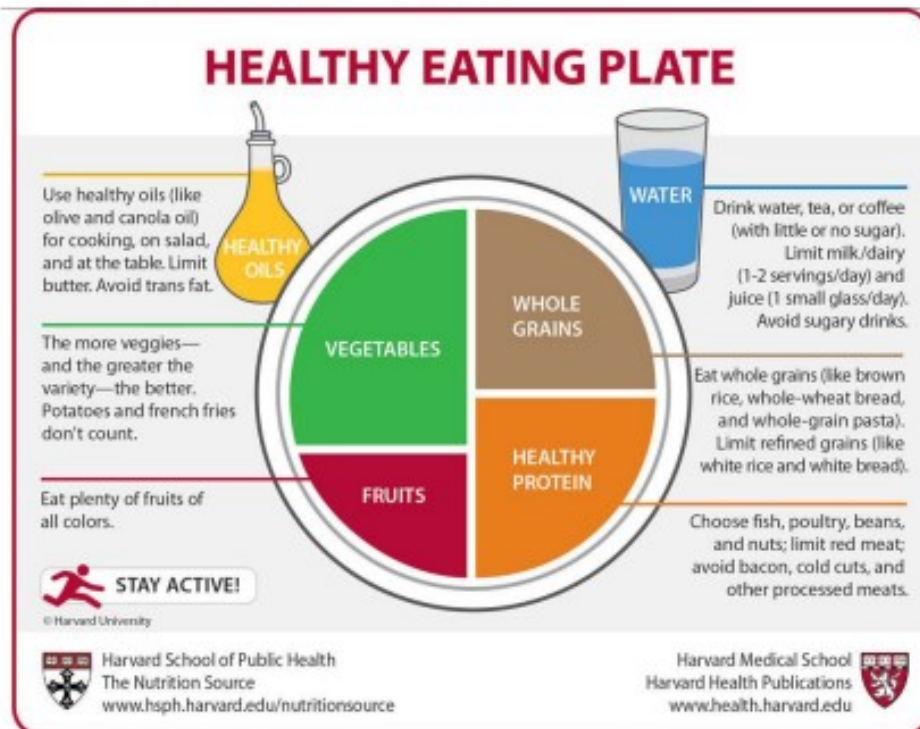 HEALTHY EATING PLATE
Use healthy oils (like
olive and canola oil)
for cooking, on salad,
and at the table. Limit
butter. Avoid trans fat.
HEALTHY
OILS
The more veggies—
and the greater the
variety—the better.
Potatoes and french fries
don't count.
Eat plenty of fruits of
all colors.
VEGETABLES
FRUITS
WHOLE
GRAINS
HEALTHY
PROTEIN
WATER
Drink water, tea, or coffee
(with little or no sugar).
Limit milk/dairy
(1-2 servings/day) and
juice (1 small glass/day).
Avoid sugary drinks.
Eat whole grains (like brown
rice, whole-wheat bread,
and whole-grain pasta).
Limit refined grains (like
white rice and white bread).
Choose fish, poultry, beans,
and nuts; limit red meat;
avoid bacon, cold cuts, and
other processed meats.
STAY ACTIVE!
© Harvard University
Harvard School of Public Health
The Nutrition Source
www.hsph.harvard.edu/nutritionsource
Harvard Medical School
Harvard Health Publications
www.health.harvard.edu